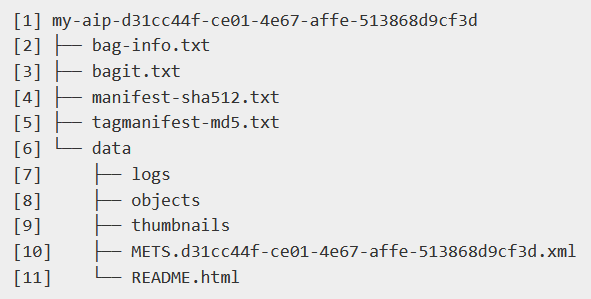 [1] my-aip-d31cc44f-ce01-4e67-affe-513868d9cf3d
[2] ├── bag-info.txt
[3] ├── bagit.txt
[4] ├── manifest-sha512.txt
[5] ├── tagmanifest-md5.txt
[6] └── data
[7]     ├── logs
[8]     ├── objects
[9]     ├── thumbnails
[10]    ├── METS.d31cc44f-ce01-4e67-affe-513868d9cf3d.xml
[11]    └── README.html